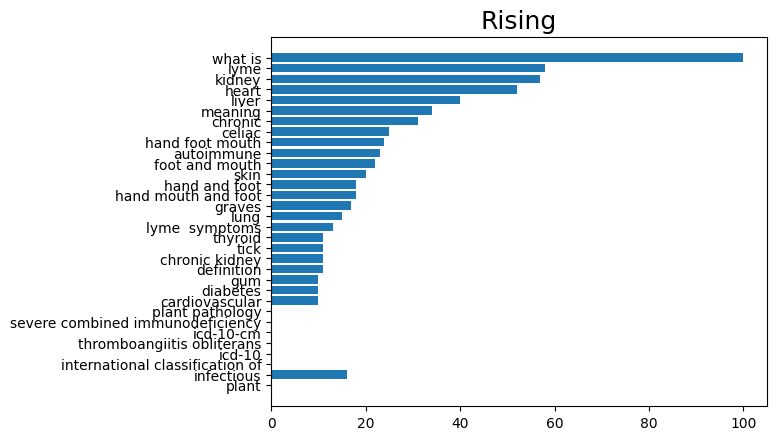 Rising
what is
lyme
kidney
heart
liver
meaning
chronic
celiac
hand foot mouth
autoimmune
foot and mouth
skin
hand and foot
hand mouth and foot
graves
lung
lyme  symptoms
thyroid
tick
chronic kidney
definition
gum
diabetes
cardiovascular
plant pathology
severe combined immunodeficiency
icd-10-cm
thromboangiitis obliterans
icd-10
international classification of
infectious
plant
0 20 40 60 80 100